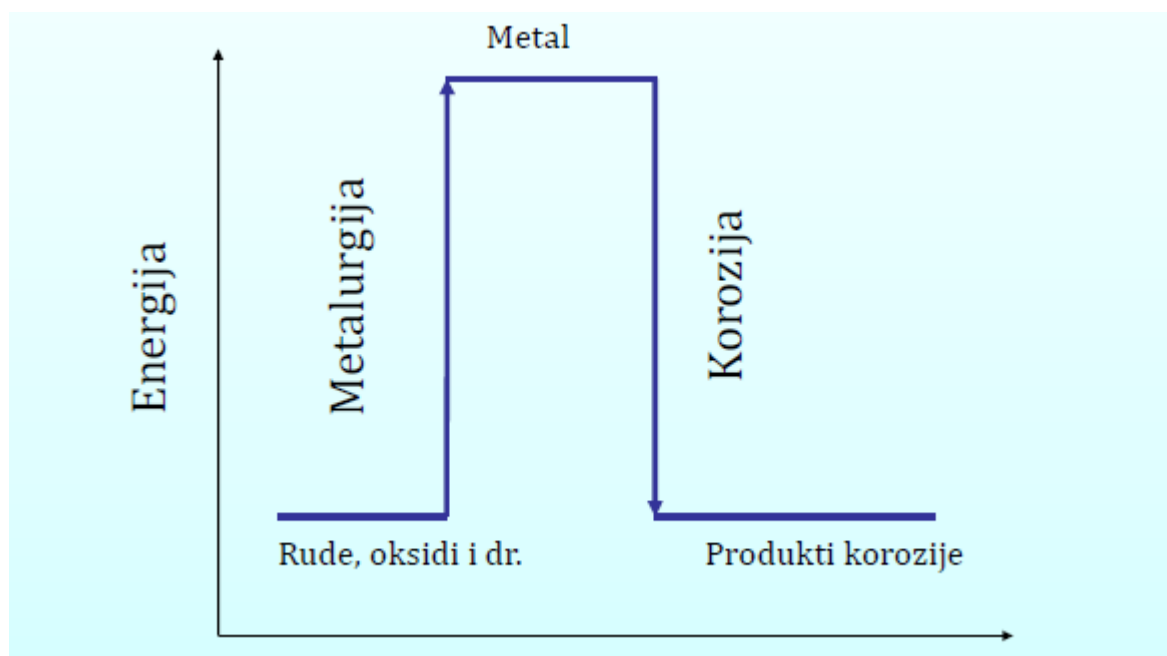 Metal
Energija
Metalurgija
Korozija
Rude, oksidi i dr.
Produkti korozije